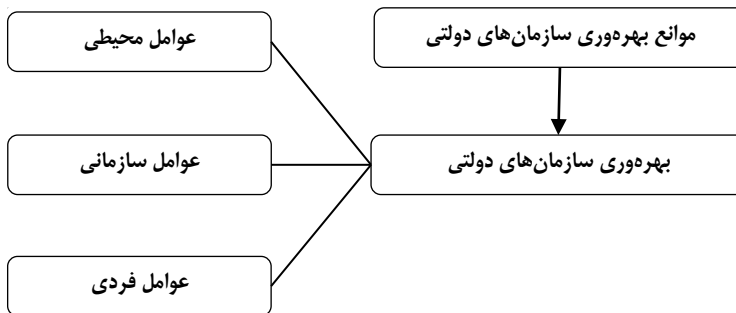 موانع بهره‌وری سازمان‌های دولتی
عوامل محیطی
بهره‌وری سازمان‌های دولتی
عوامل سازمانی
عوامل فردی